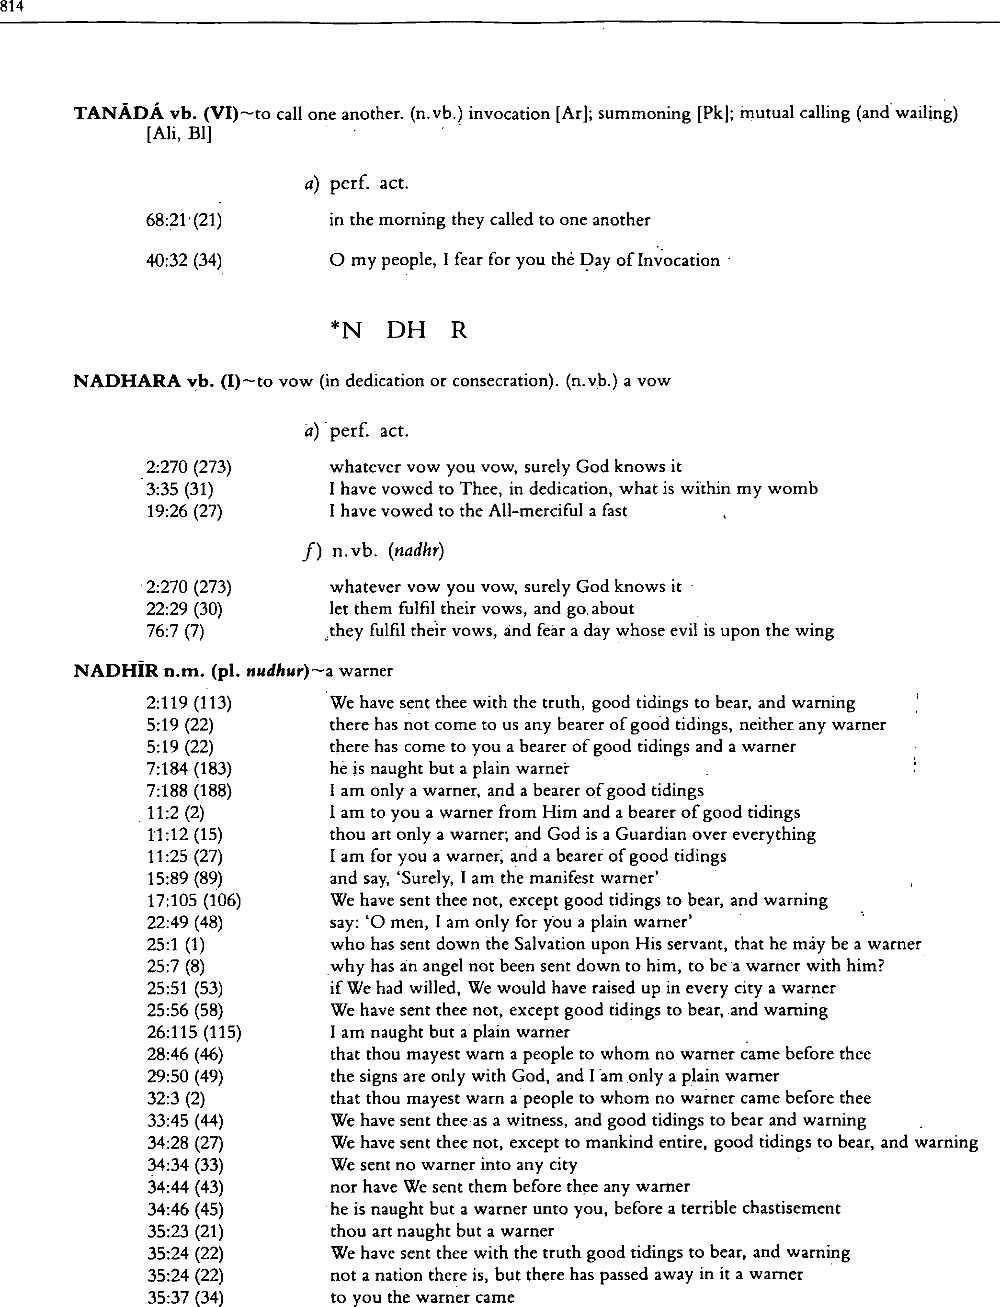 814
TANĀDÁ vb. (VI)~to call one another. (n.vb.) invocation [Ar]; summoning [Pk]; mutual calling (and wailing)
[Ali, Bl]
a) perf. act.
68:21 (21) in the morning they called to one another
40:32 (34) O my people, I fear for you the Day of Invocation
*N DH R
NADHARA vb. (I)~to vow (in dedication or consecration). (n.vb.) a vow
a) perf. act.
2:270 (273) whatever vow you vow, surely God knows it
3:35 (31) I have vowed to Thee, in dedication, what is within my womb
19:26 (27) I have vowed to the All-merciful a fast
f) n.vb. (nadhr)
2:270 (273) whatever vow you vow, surely God knows it
22:29 (30) let them fulfil their vows, and go about
76:7 (7) they fulfil their vows, and fear a day whose evil is upon the wing
NADHĪR n.m. (pl. nudhur)~a warner
2:119 (113) We have sent thee with the truth, good tidings to bear, and warning
5:19 (22) there has not come to us any bearer of good tidings, neither any warner
5:19 (22) there has come to you a bearer of good tidings and a warner
7:184 (183) he is naught but a plain warner
7:188 (188) I am only a warner, and a bearer of good tidings
11:2 (2) I am to you a warner from Him and a bearer of good tidings
11:12 (15) thou art only a warner; and God is a Guardian over everything
11:25 (27) I am for you a warner, and a bearer of good tidings
15:89 (89) and say, ‘Surely, I am the manifest warner’
17:105 (106) We have sent thee not, except good tidings to bear, and warning
22:49 (48) say: ‘O men, I am only for you a plain warner’
25:1 (1) who has sent down the Salvation upon His servant, that he may be a warner
25:7 (8) why has an angel not been sent down to him, to be a warner with him?
25:51 (53) if We had willed, We would have raised up in every city a warner
25:56 (58) We have sent thee not, except good tidings to bear, and warning
26:115 (115) I am naught but a plain warner
28:46 (46) that thou mayest warn a people to whom no warner came before thee
29:50 (49) the signs are only with God, and I am only a plain warner
32:3 (2) that thou mayest warn a people to whom no warner came before thee
33:45 (44) We have sent thee as a witness, and good tidings to bear and warning
34:28 (27) We have sent thee not, except to mankind entire, good tidings to bear, and warning
34:34 (33) We sent no warner into any city
34:44 (43) nor have We sent them before thee any warner
34:46 (45) he is naught but a warner unto you, before a terrible chastisement
35:23 (21) thou art naught but a warner
35:24 (22) We have sent thee with the truth good tidings to bear, and warning
35:24 (22) not a nation there is, but there has passed away in it a warner
35:37 (34) to you the warner came